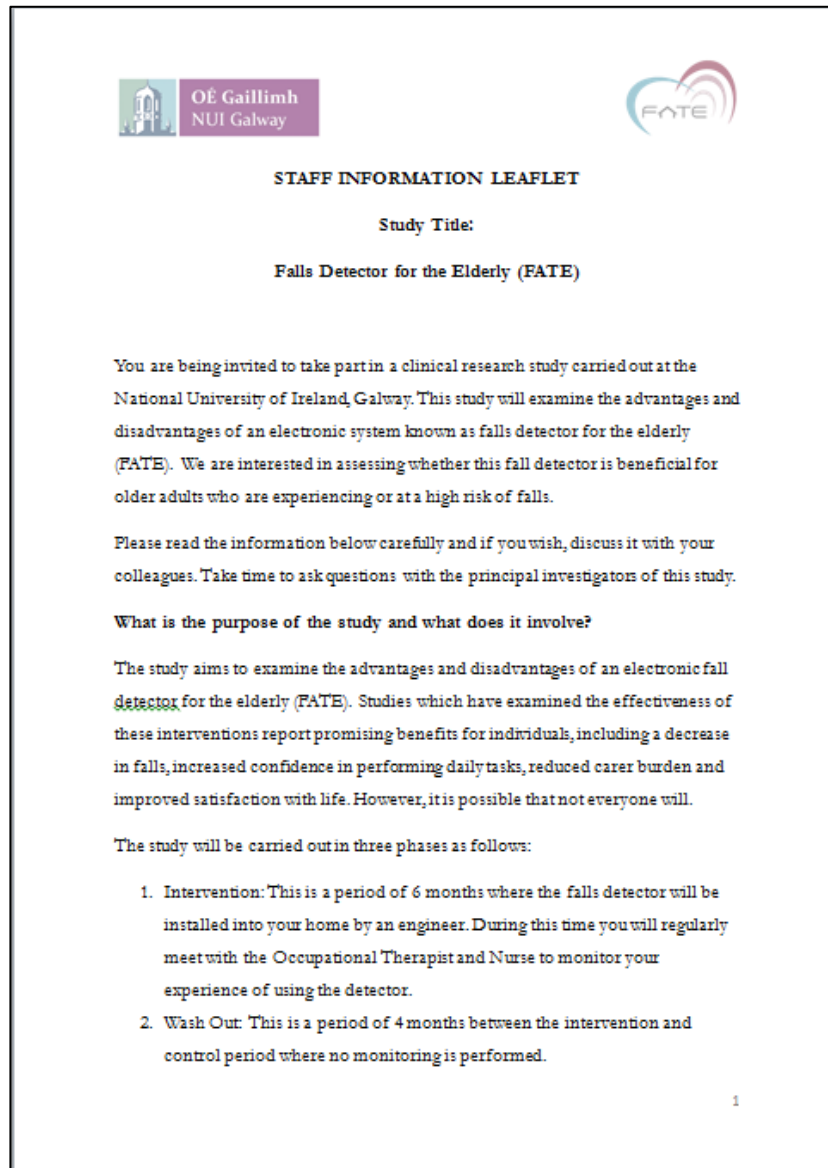 OÉ Gaillimh
NUI Galway
FATE
STAFF INFORMATION LEAFLET
Study Title:
Falls Detector for the Elderly (FATE)
You are being invited to take part in a clinical research study carried out at the
National University of Ireland, Galway. This study will examine the advantages and
disadvantages of an electronic system known as falls detector for the elderly
(FATE). We are interested in assessing whether this fall detector is beneficial for
older adults who are experiencing or at a high risk of falls.
Please read the information below carefully and if you wish, discuss it with your
colleagues. Take time to ask questions with the principal investigators of this study.
What is the purpose of the study and what does it involve?
The study aims to examine the advantages and disadvantages of an electronic fall
detector for the elderly (FATE). Studies which have examined the effectiveness of
these interventions report promising benefits for individuals, including a decrease
in falls, increased confidence in performing daily tasks, reduced carer burden and
improved satisfaction with life. However, it is possible that not everyone will.
The study will be carried out in three phases as follows:
1. Intervention: This is a period of 6 months where the falls detector will be
installed into your home by an engineer. During this time you will regularly
meet with the Occupational Therapist and Nurse to monitor your
experience of using the detector.
2. Wash Out: This is a period of 4 months between the intervention and
control period where no monitoring is performed.
1